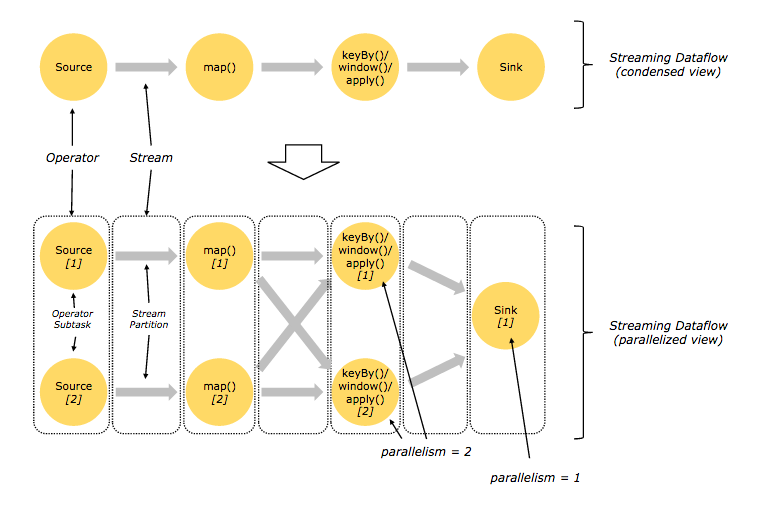 Source
map()
keyBy()/
window()/
apply()
Sink
Streaming Dataflow
(condensed view)
Operator
Stream
Source
[1]
map()
[1]
keyBy()/
window()/
apply()
[1]
Operator
Subtask
Stream
Partition
Sink
[1]
Streaming Dataflow
(parallelized view)
Source
[2]
map()
[2]
keyBy()/
window()/
apply()
[2]
parallelism = 2
parallelism = 1